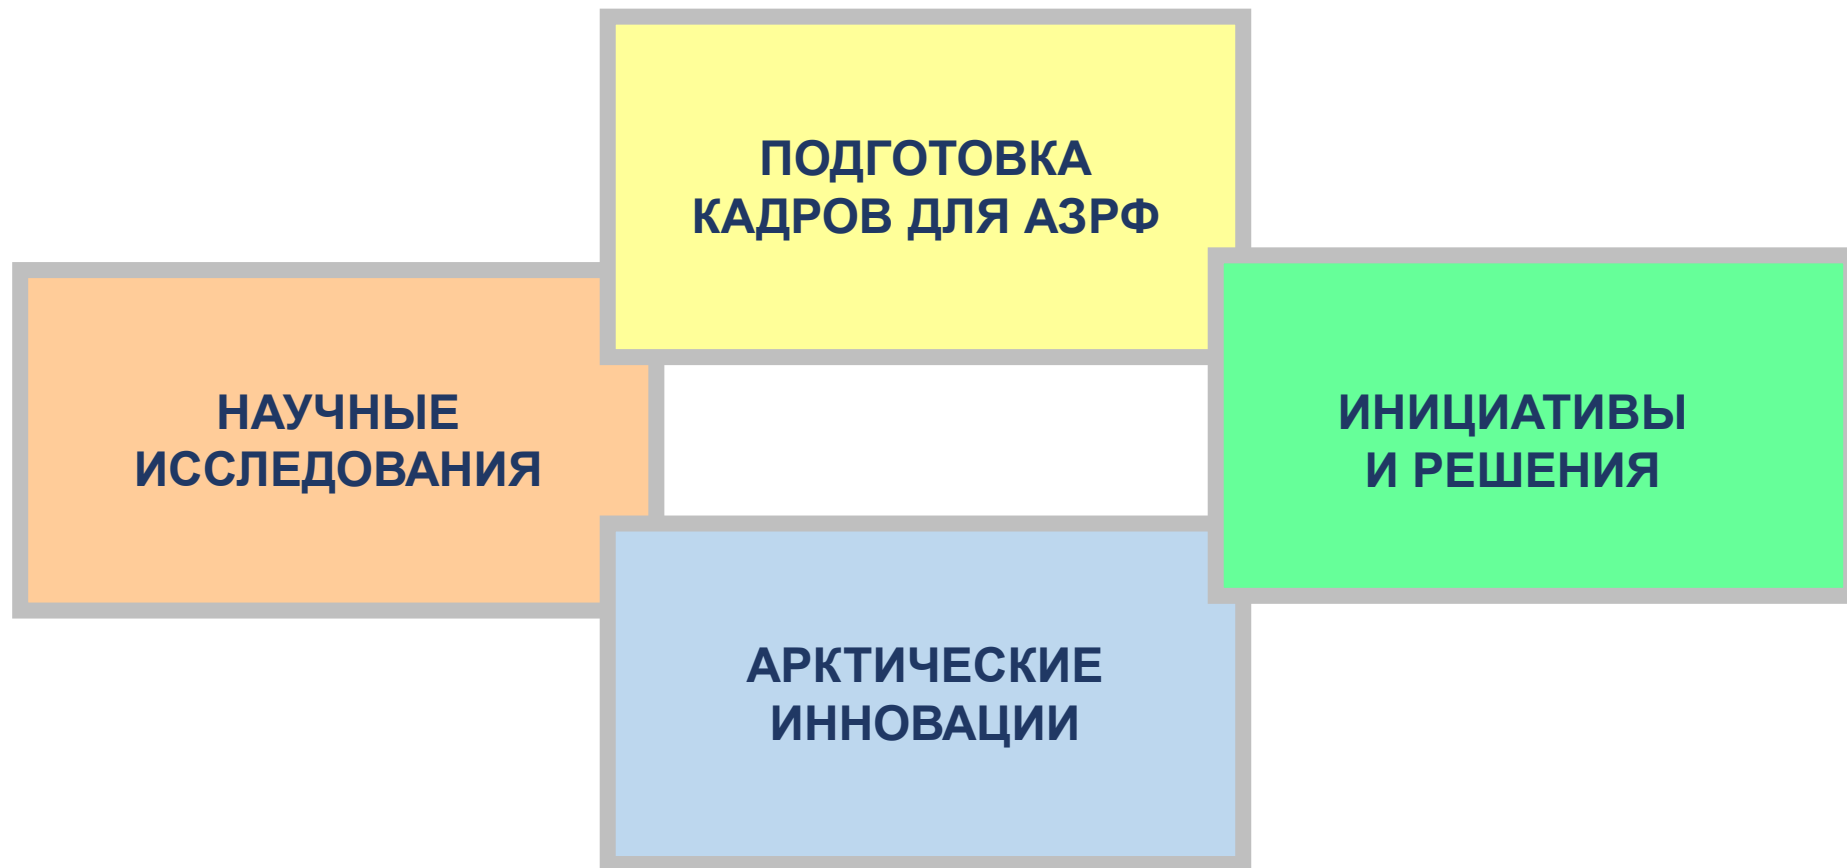 ПОДГОТОВКА
КАДРОВ ДЛЯ АЗРФ
НАУЧНЫЕ
ИССЛЕДОВАНИЯ
ИНИЦИАТИВЫ
И РЕШЕНИЯ
АРКТИЧЕСКИЕ
ИННОВАЦИИ